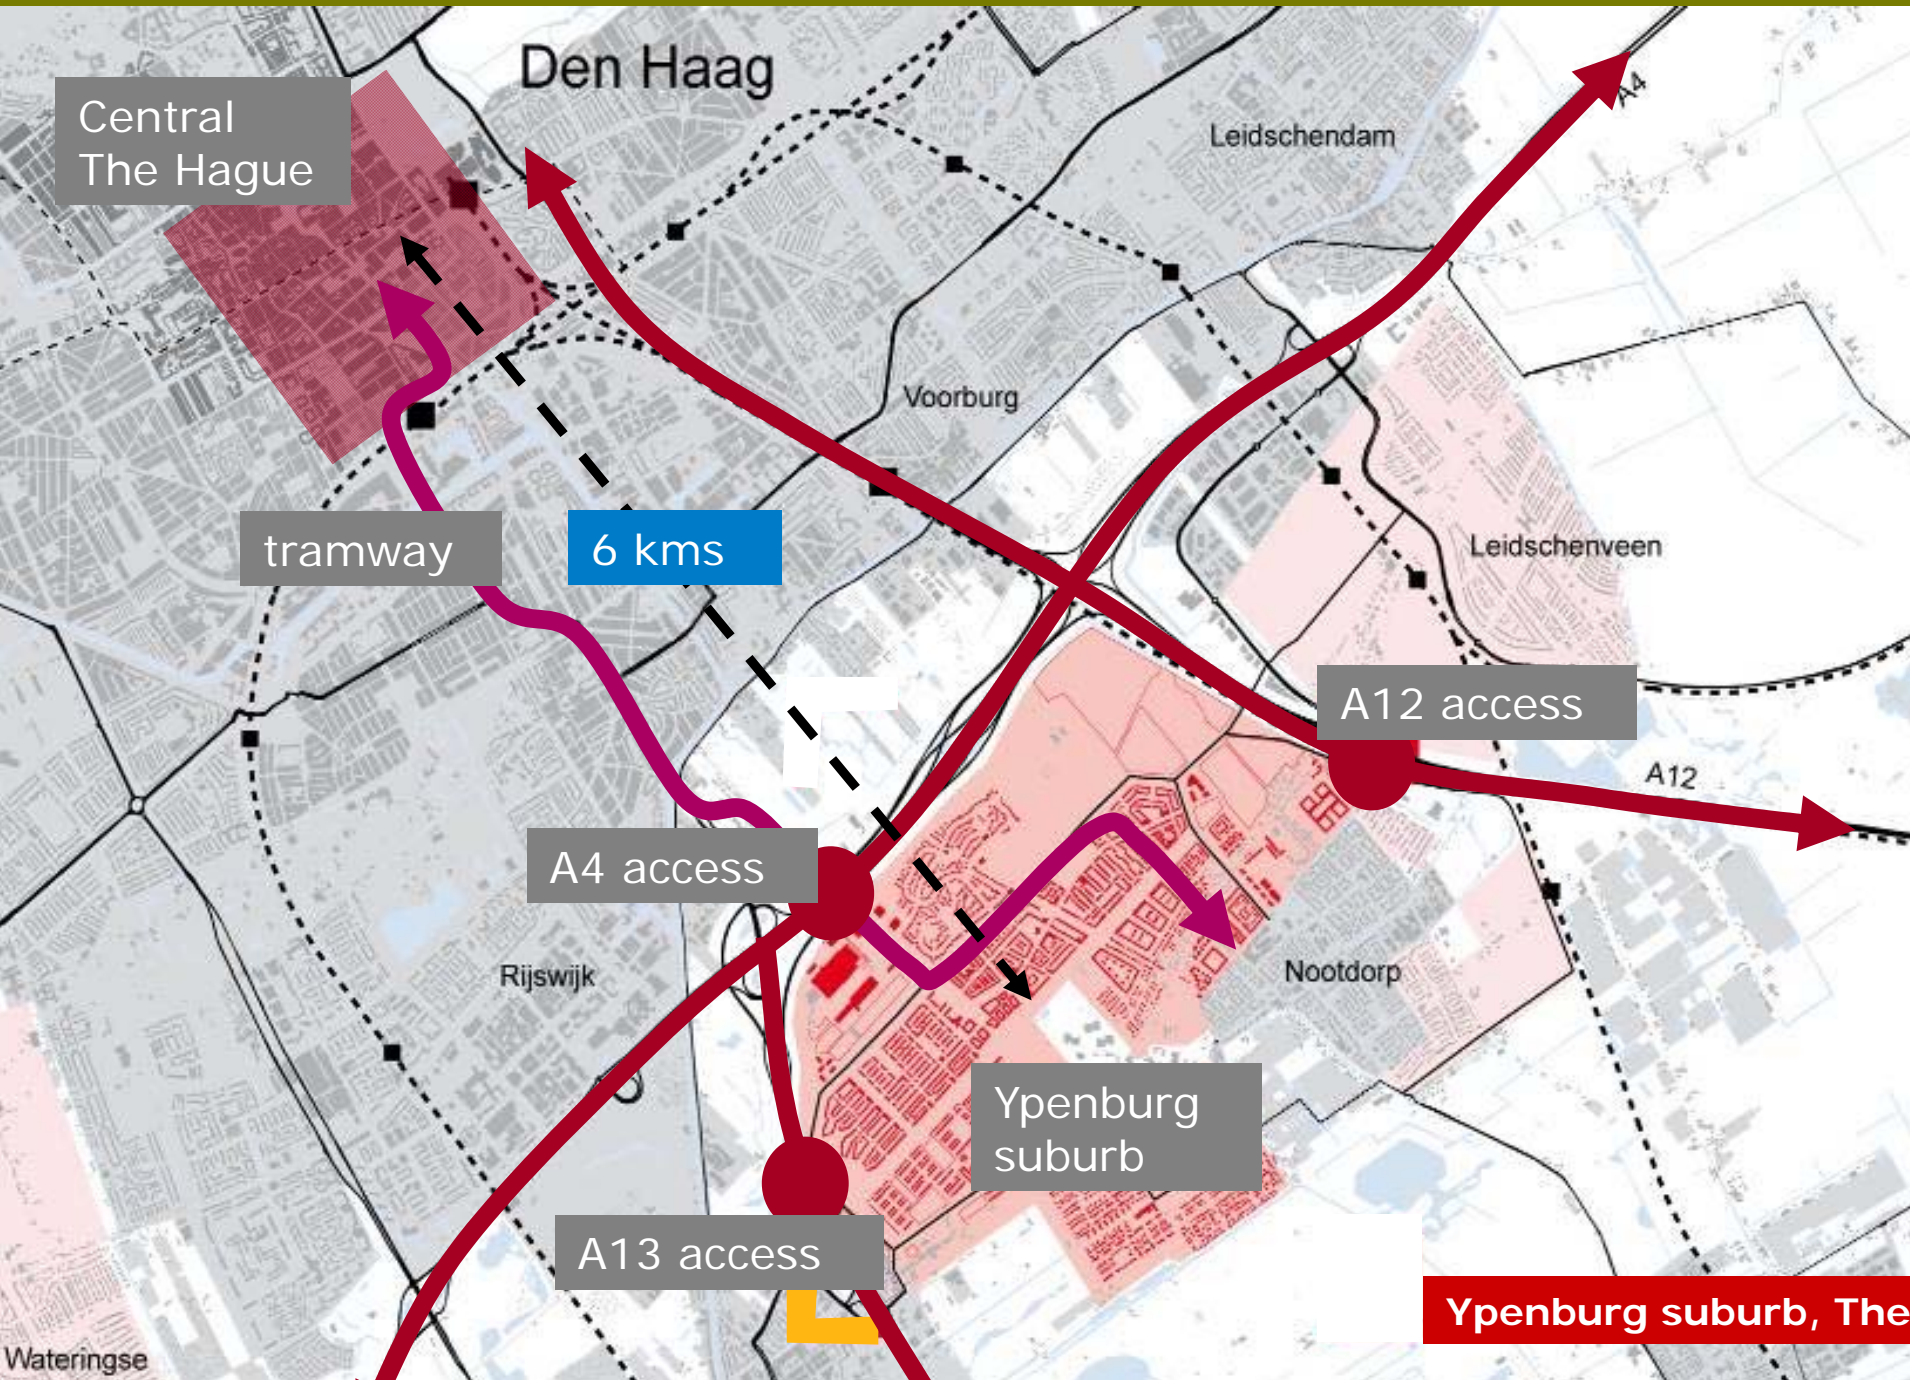 Den Haag
Central
The Hague
A4
Leidschendam
Voorburg
tramway
6 kms
Leidschenveen
A12 access
A12
A4 access
Rijswijk
Nootdorp
Ypenburg
suburb
A13 access
Ypenburg suburb, The
Wateringse